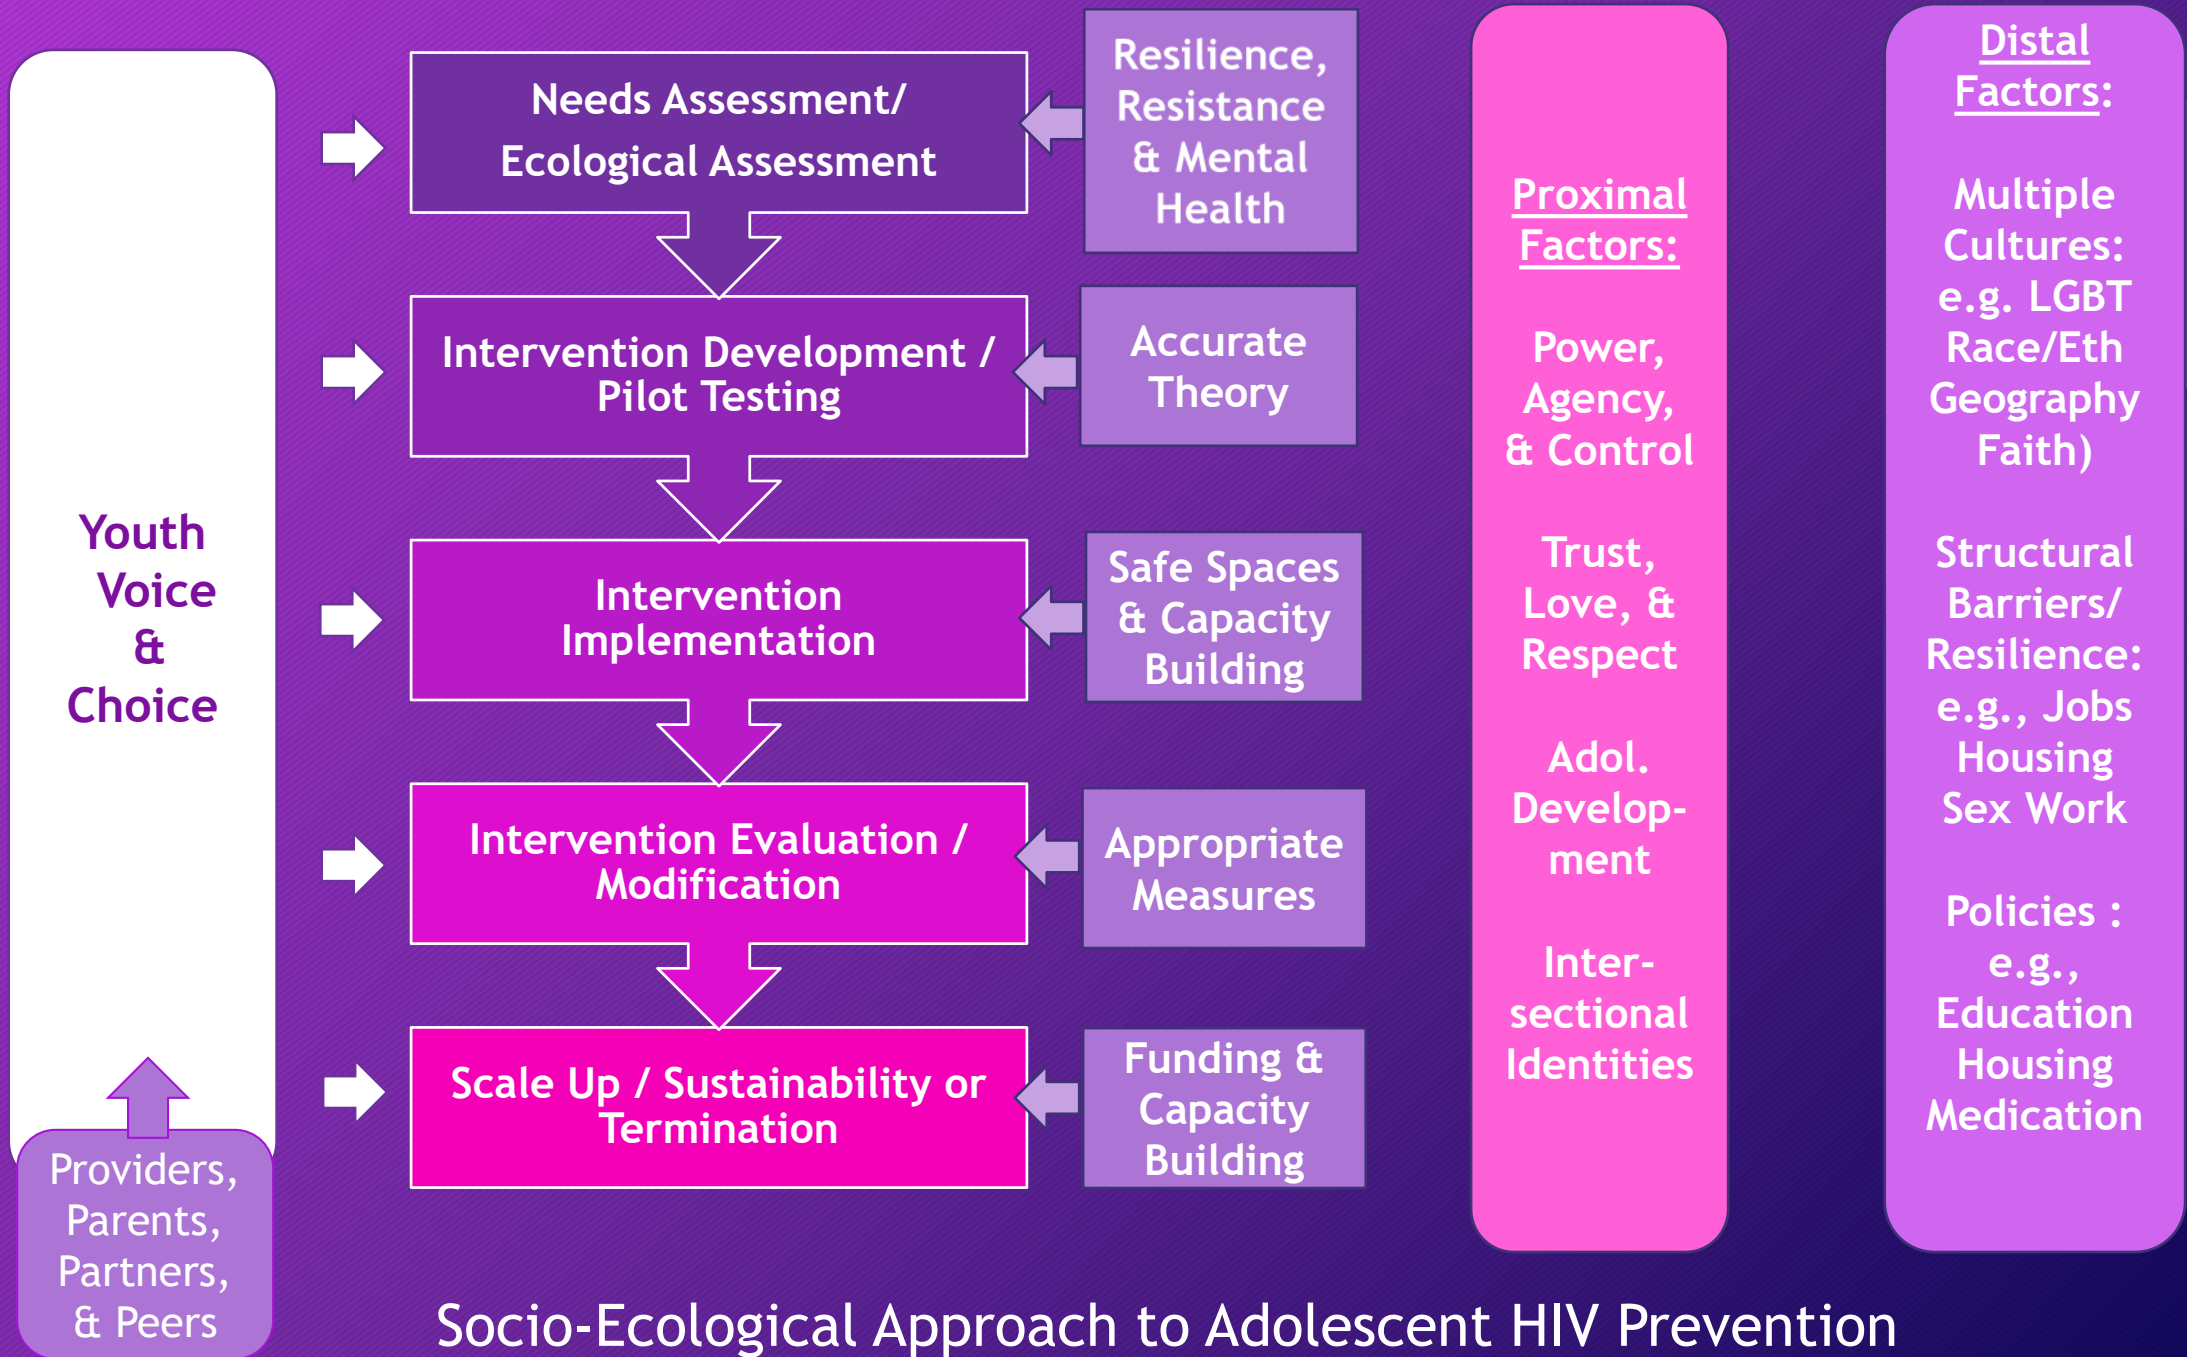 Youth
Voice
&
Choice
Providers,
Parents,
Partners,
& Peers
Needs Assessment/
Ecological Assessment
Intervention Development /
Pilot Testing
Intervention
Implementation
Intervention Evaluation /
Modification
Scale Up / Sustainability or
Termination
Resilience,
Resistance
& Mental
Health
Accurate
Theory
Safe Spaces
& Capacity
Building
Appropriate
Measures
Funding &
Capacity
Building
Proximal
Factors:
Power,
Agency,
& Control
Trust,
Love, &
Respect
Adol.
Develop-
ment
Inter-
sectional
Identities
Distal
Factors:
Multiple
Cultures:
e.g. LGBT
Race/Eth
Geography
Faith)
Structural
Barriers/
Resilience:
e.g., Jobs
Housing
Sex Work
Policies :
e.g.,
Education
Housing
Medication
Socio-Ecological Approach to Adolescent HIV Prevention